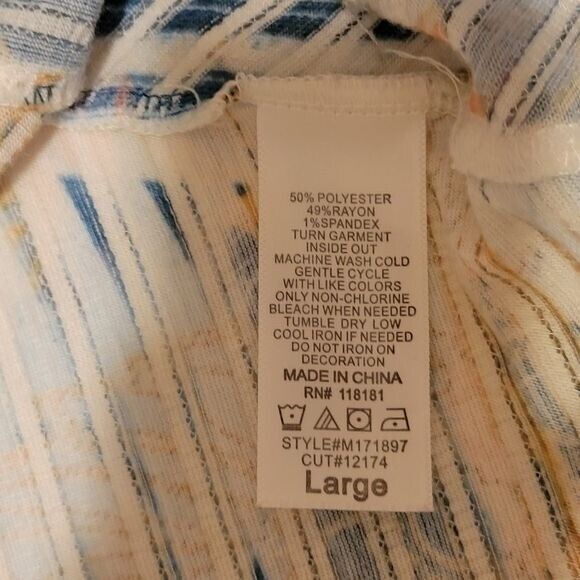 50% POLYESTER
49%RAYON
1%SPANDEX
TURN GARMENT
INSIDE OUT
MACHINE WASH COLD
GENTLE CYCLE
WITH LIKE COLORS
ONLY NON-CHLORINE
BLEACH WHEN NEEDED
TUMBLE DRY LOW
COOL IRON IF NEEDED
DO NOT IRON ON
DECORATION
MADE IN CHINA
RN# 118181
STYLE#M171897
CUT#12174
Large